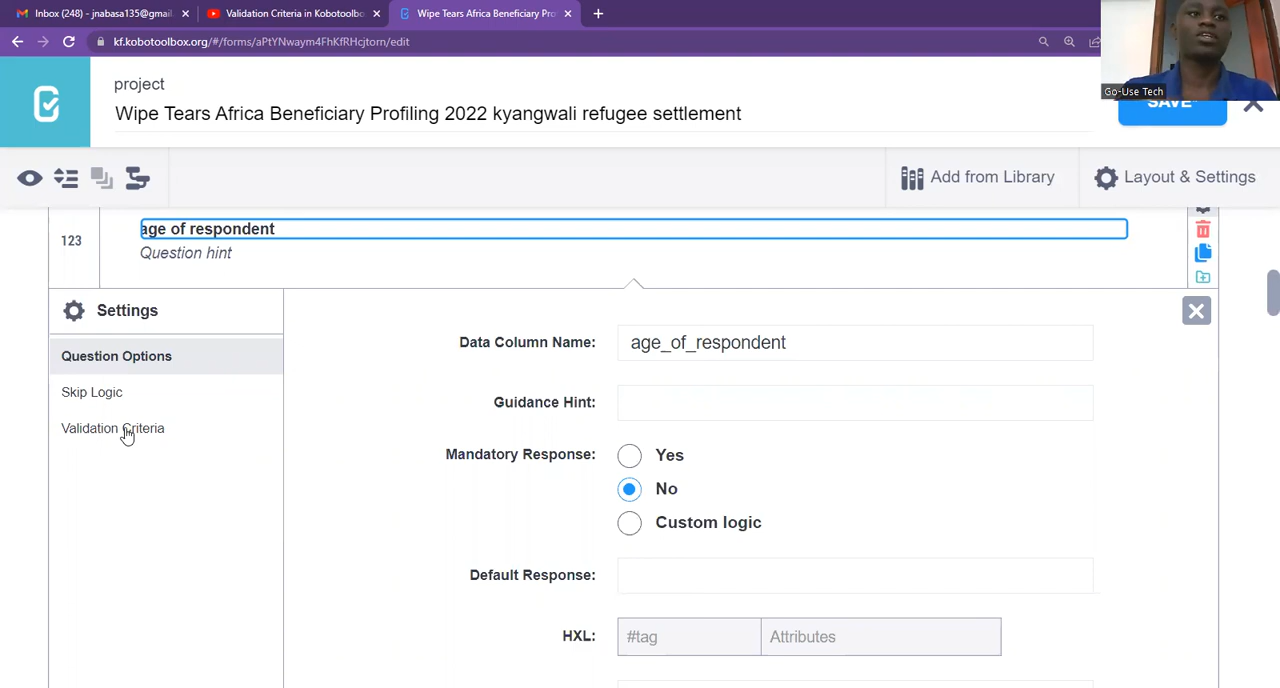 Inbox (248) - jnabasa135@gmail
Validation Criteria in Kobotoolbo
Wipe Tears Africa Beneficiary Pro
kf.kobotoolbox.org/#/forms/aPtYNwaym4FhKfRHcjtorn/edit
Go-Use Tech
project
Wipe Tears Africa Beneficiary Profiling 2022 kyangwali refugee settlement
SAVE*
Add from Library
Layout & Settings
123
age of respondent
Question hint
Settings
Question Options
Skip Logic
Validation Criteria
Data Column Name:
age_of_respondent
Guidance Hint:
Mandatory Response:
Yes
No
Custom logic
Default Response:
HXL:
#tag
Attributes